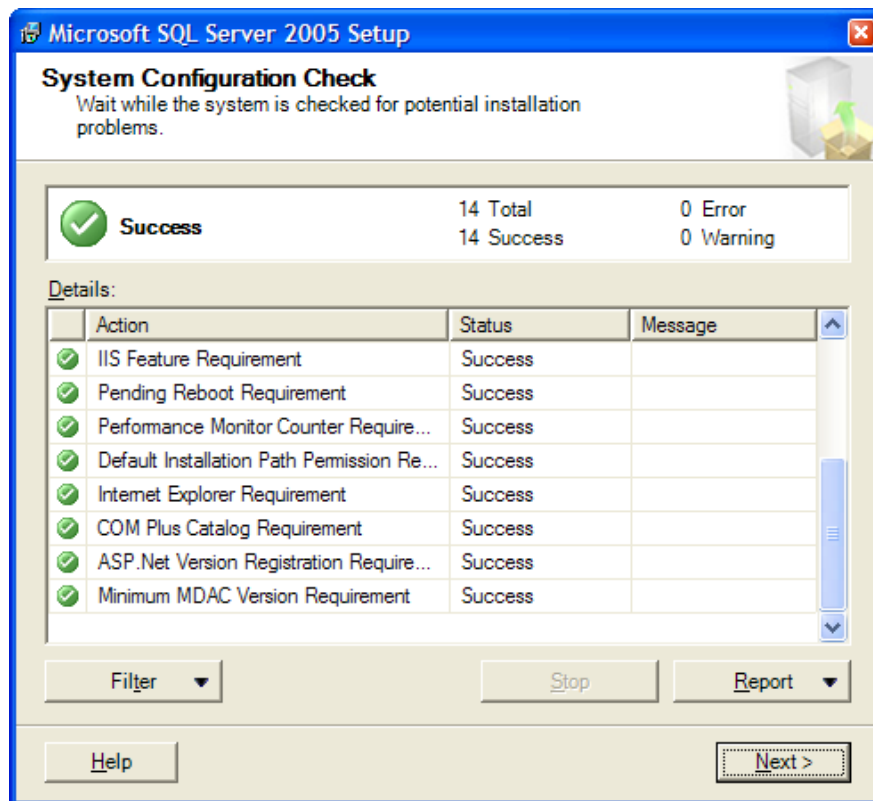 Microsoft SQL Server 2005 Setup
System Configuration Check
Wait while the system is checked for potential installation
problems.
Success
14 Total
0 Error
14 Success
0 Warning
Details:
Action Status Message
IIS Feature Requirement Success
Pending Reboot Requirement Success
Performance Monitor Counter Require... Success
Default Installation Path Permission Re... Success
Internet Explorer Requirement Success
COM Plus Catalog Requirement Success
ASP.Net Version Registration Require... Success
Minimum MDAC Version Requirement Success
Filter Stop Report
Help Next >